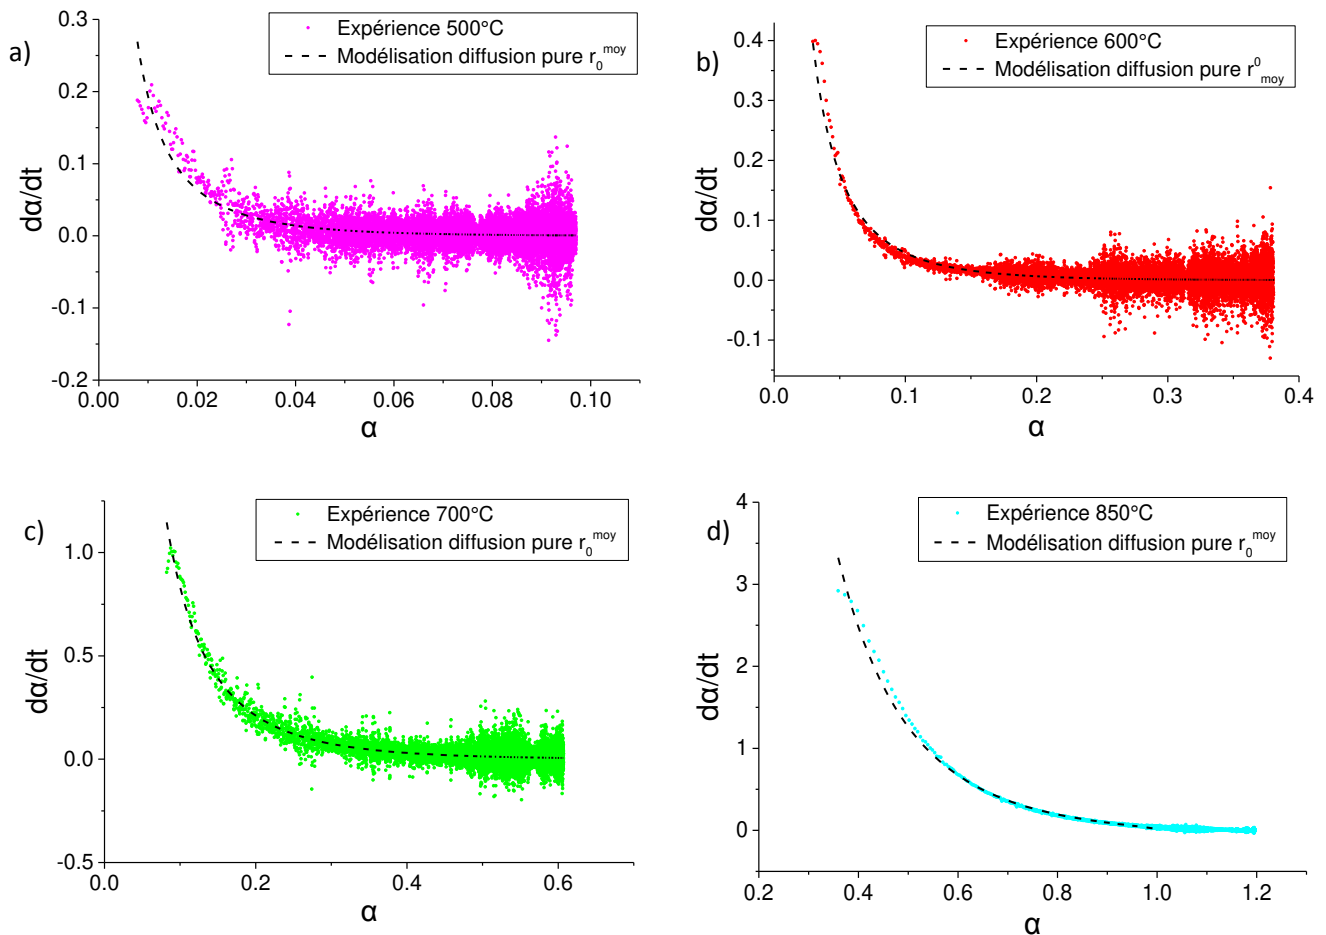 a)
Expérience 500°C
Modélisation diffusion pure r₀ᵐᵒʸ
0.3
0.2
0.1
0.0
-0.1
-0.2
dα/dt
0.00 0.02 0.04 0.06 0.08 0.10
α
b)
Expérience 600°C
Modélisation diffusion pure r⁰moy
0.4
0.3
0.2
0.1
0.0
-0.1
dα/dt
0.0 0.1 0.2 0.3 0.4
α
c)
Expérience 700°C
Modélisation diffusion pure r₀ᵐᵒʸ
1.0
0.5
0.0
-0.5
dα/dt
0.0 0.2 0.4 0.6
α
d)
Expérience 850°C
Modélisation diffusion pure r₀ᵐᵒʸ
4
3
2
1
0
dα/dt
0.2 0.4 0.6 0.8 1.0 1.2
α